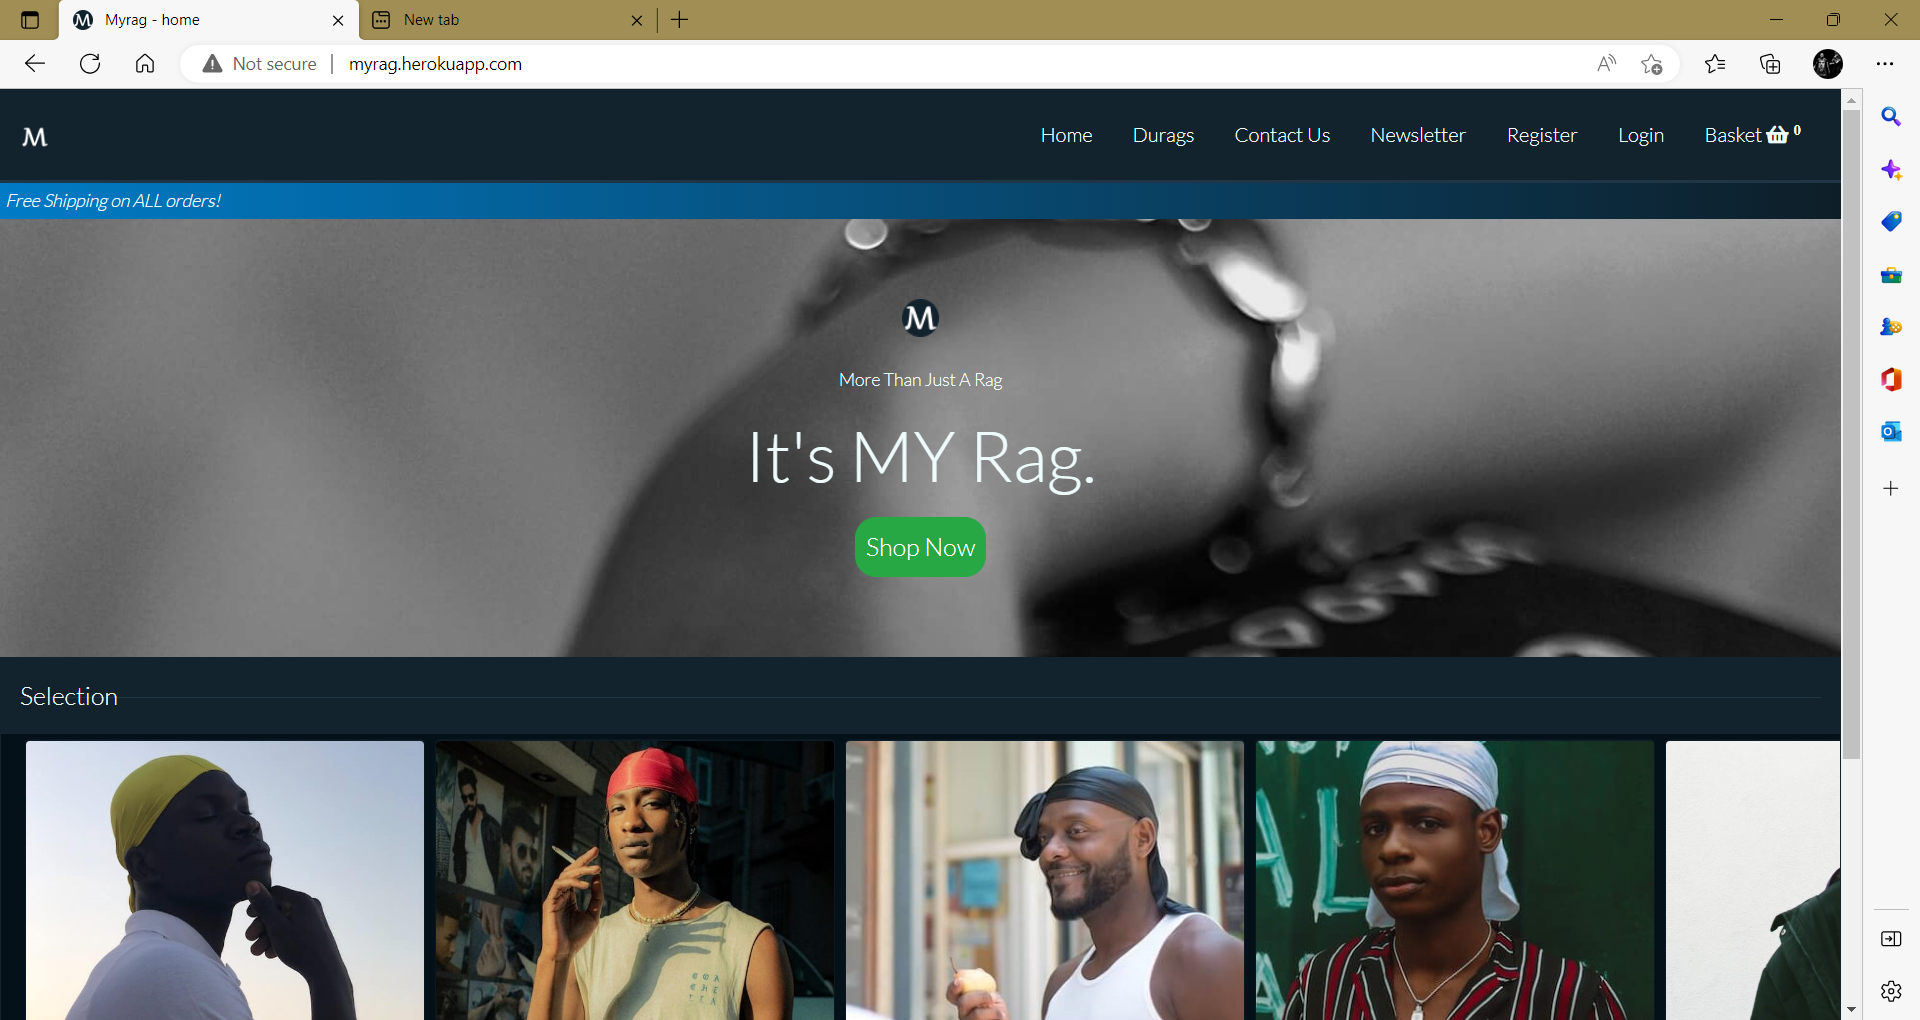 Myrag - home
New tab
Not secure
myrag.herokuapp.com
M
Home Durags Contact Us Newsletter Register Login Basket 0
Free Shipping on ALL orders!
M
More Than Just A Rag
It's MY Rag.
Shop Now
Selection